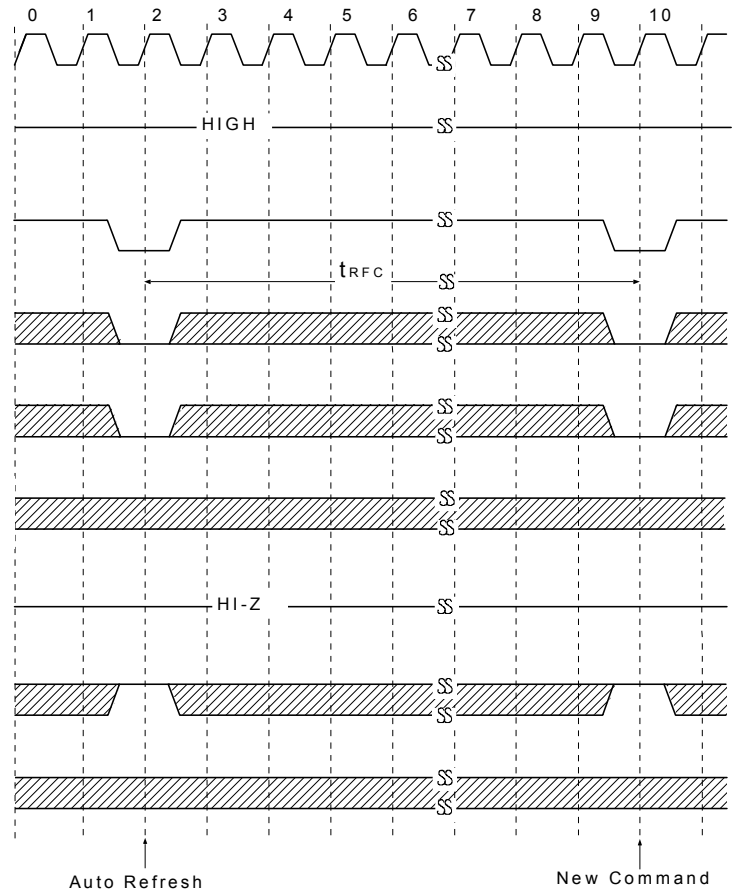 0 1 2 3 4 5 6 7 8 9 10
HIGH
tRFC
HI-Z
Auto Refresh
New Command